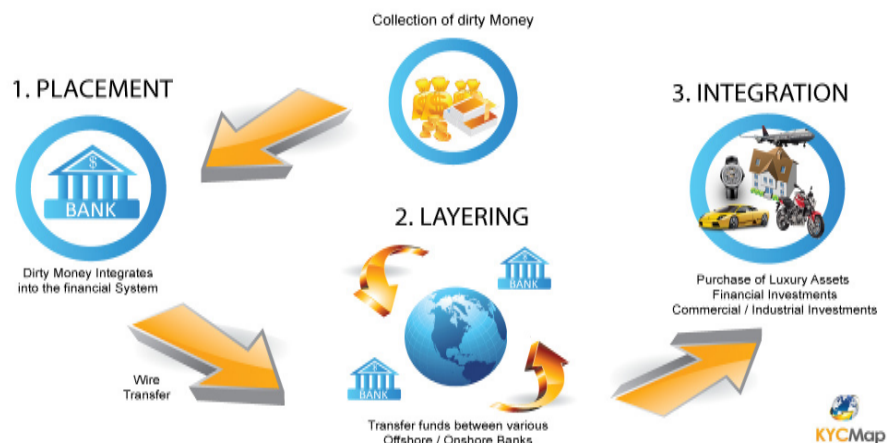 Collection of dirty Money
1. PLACEMENT
BANK
Dirty Money Integrates
into the financial System
Wire
Transfer
2. LAYERING
BANK
BANK
Transfer funds between various
Offshore / Onshore Banks
3. INTEGRATION
Purchase of Luxury Assets
Financial Investments
Commercial / Industrial Investments
KYCMap